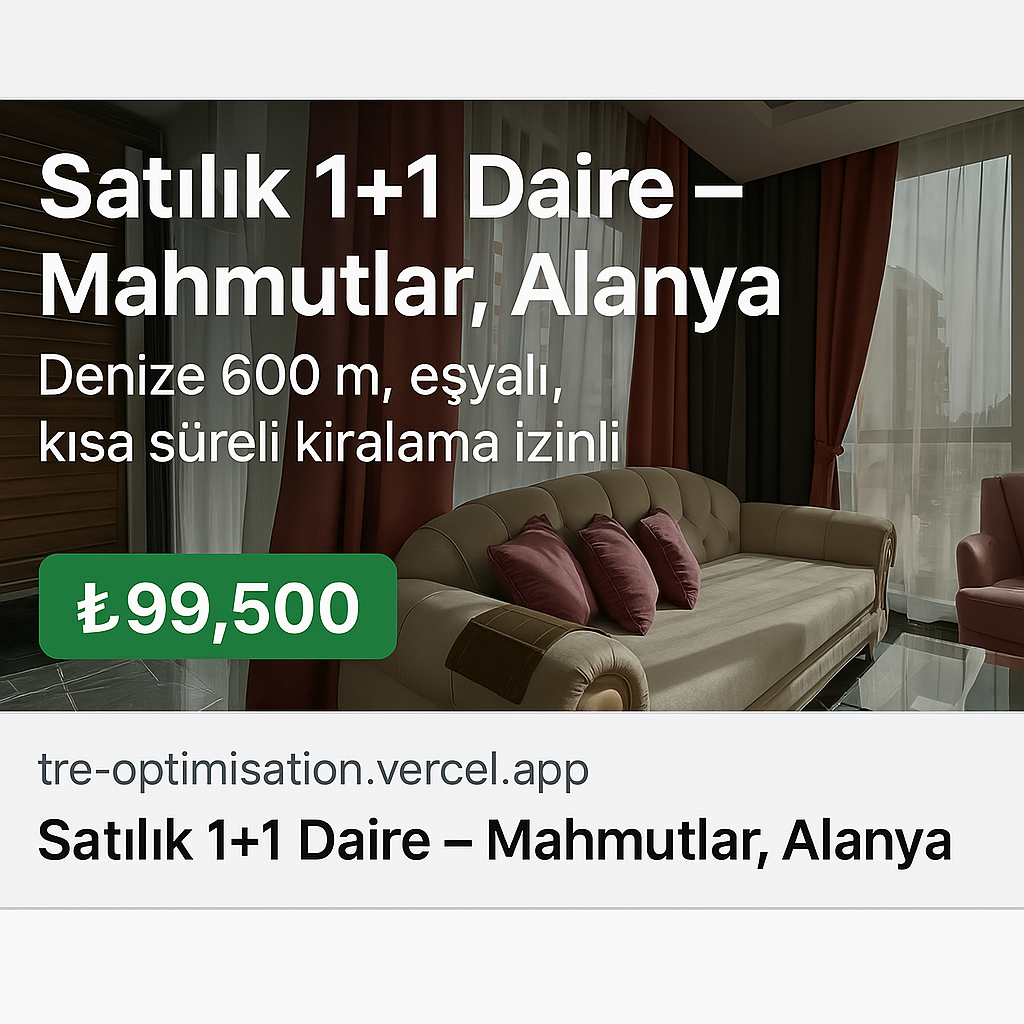 Satılık 1+1 Daire –
Mahmutlar, Alanya
Denize 600 m, eşyalı,
kısa süreli kiralama izinli
₺99,500
tre-optimisation.vercel.app
Satılık 1+1 Daire – Mahmutlar, Alanya